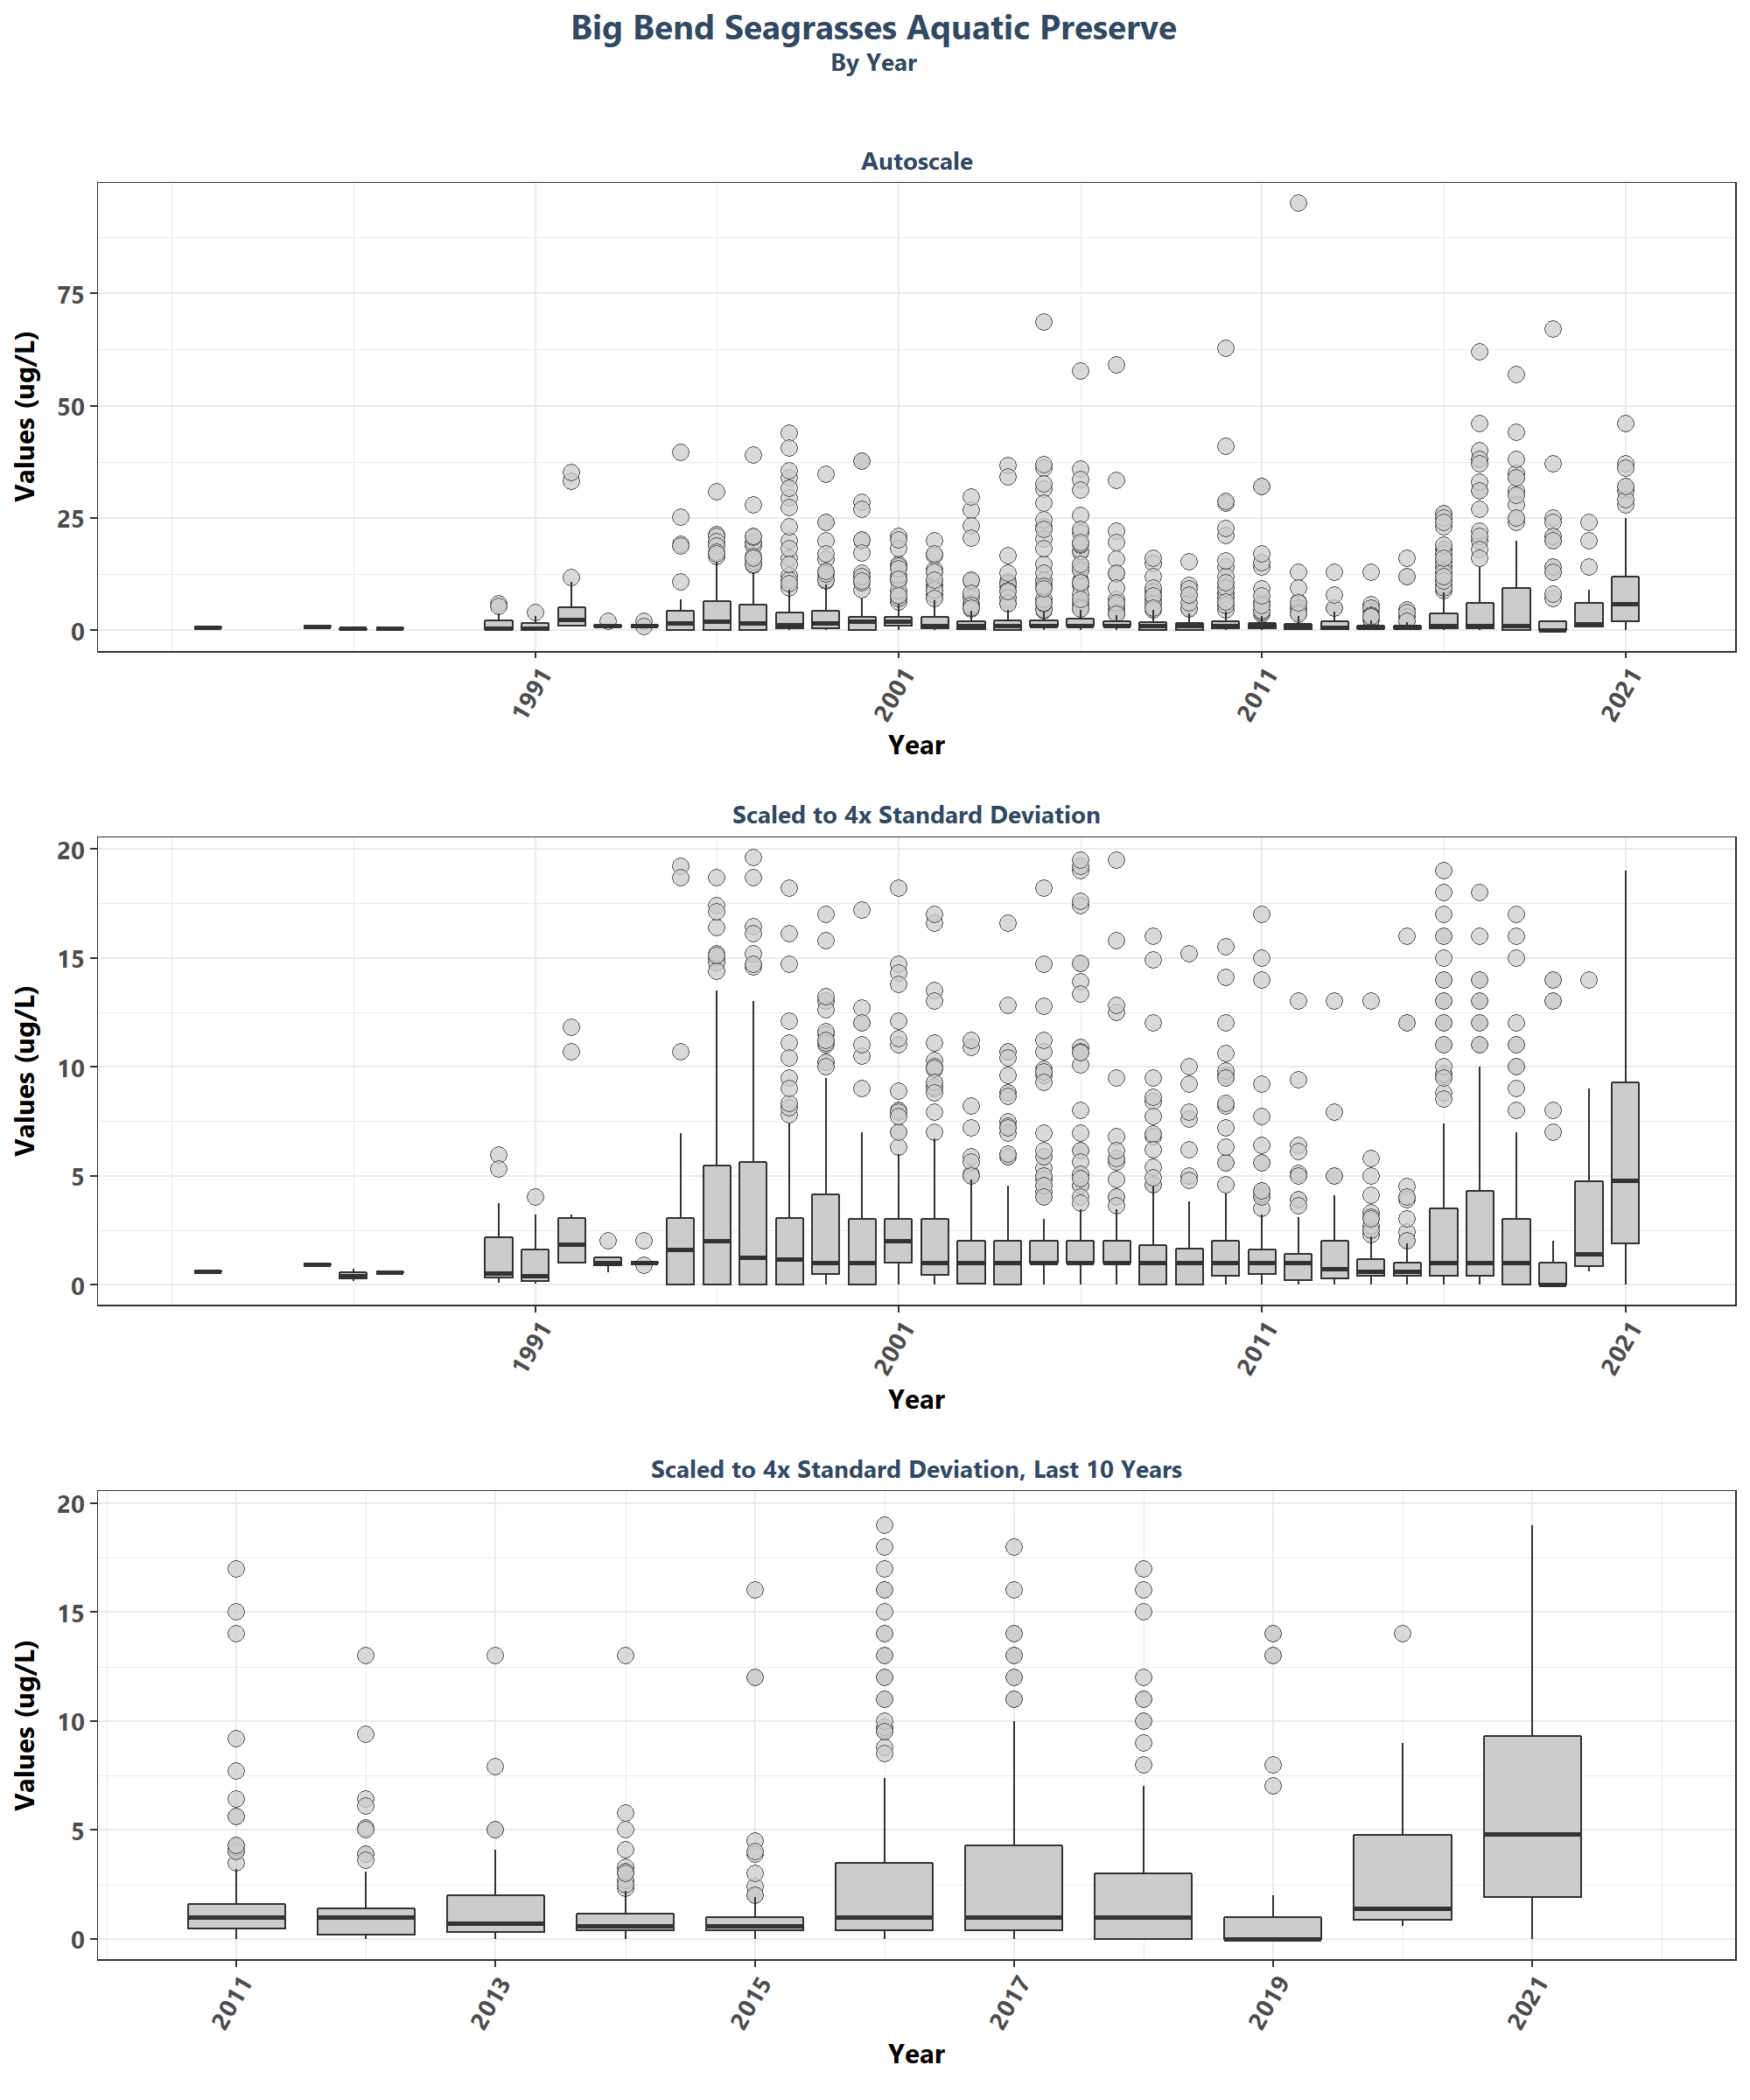 Big Bend Seagrasses Aquatic Preserve
By Year
Autoscale
Values (ug/L)
75
50
25
0
1991
2001
2011
2021
Year
Scaled to 4x Standard Deviation
Values (ug/L)
20
15
10
5
0
1991
2001
2011
2021
Year
Scaled to 4x Standard Deviation, Last 10 Years
Values (ug/L)
20
15
10
5
0
2011
2013
2015
2017
2019
2021
Year